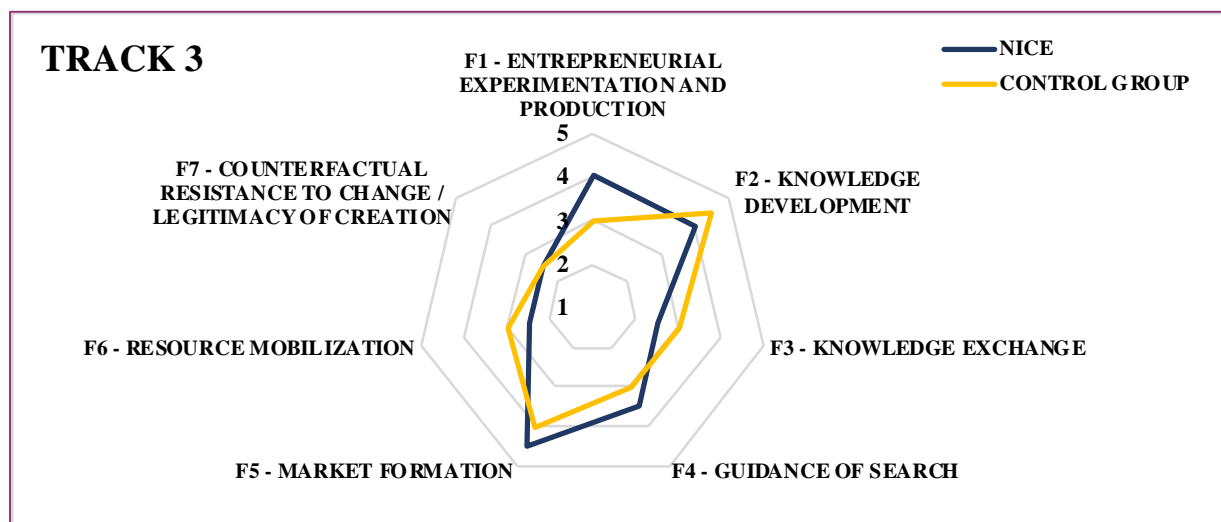 TRACK 3
NICE
CONTROL GROUP
F1 - ENTREPRENEURIAL
EXPERIMENTATION AND
PRODUCTION
F2 - KNOWLEDGE
DEVELOPMENT
F3 - KNOWLEDGE EXCHANGE
F4 - GUIDANCE OF SEARCH
F5 - MARKET FORMATION
F6 - RESOURCE MOBILIZATION
F7 - COUNTERFACTUAL
RESISTANCE TO CHANGE /
LEGITIMACY OF CREATION
5
4
3
2
1